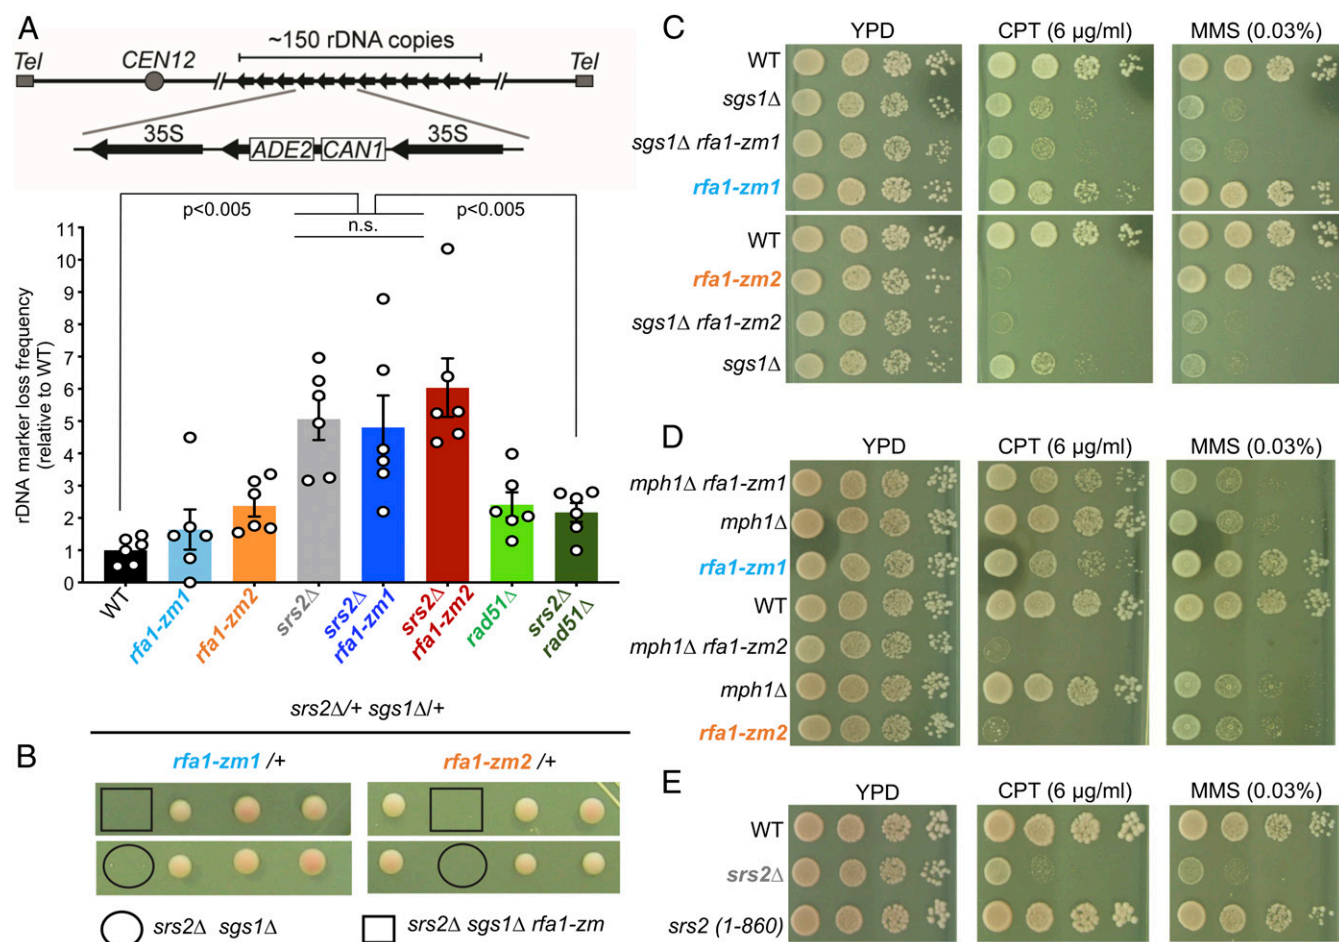 A
~150 rDNA copies
Tel
CEN12
Tel
35S
ADE2
CAN1
35S
p<0.005
p<0.005
n.s.
rDNA marker loss frequency
(relative to WT)
11
10
9
8
7
6
5
4
3
2
1
0
WT
rfa1-zm1
rfa1-zm2
srs2Δ
srs2Δ
rfa1-zm1
srs2Δ
rfa1-zm2
rad51Δ
srs2Δ
rad51Δ
srs2Δ/+ sgs1Δ/+
B
rfa1-zm1 /+
rfa1-zm2 /+
srs2Δ sgs1Δ
srs2Δ sgs1Δ rfa1-zm
C
YPD
CPT (6 µg/ml)
MMS (0.03%)
WT
sgs1Δ
sgs1Δ rfa1-zm1
rfa1-zm1
WT
rfa1-zm2
sgs1Δ rfa1-zm2
sgs1Δ
D
YPD
CPT (6 µg/ml)
MMS (0.03%)
mph1Δ rfa1-zm1
mph1Δ
rfa1-zm1
WT
mph1Δ rfa1-zm2
mph1Δ
rfa1-zm2
E
YPD
CPT (6 µg/ml)
MMS (0.03%)
WT
srs2Δ
srs2 (1-860)